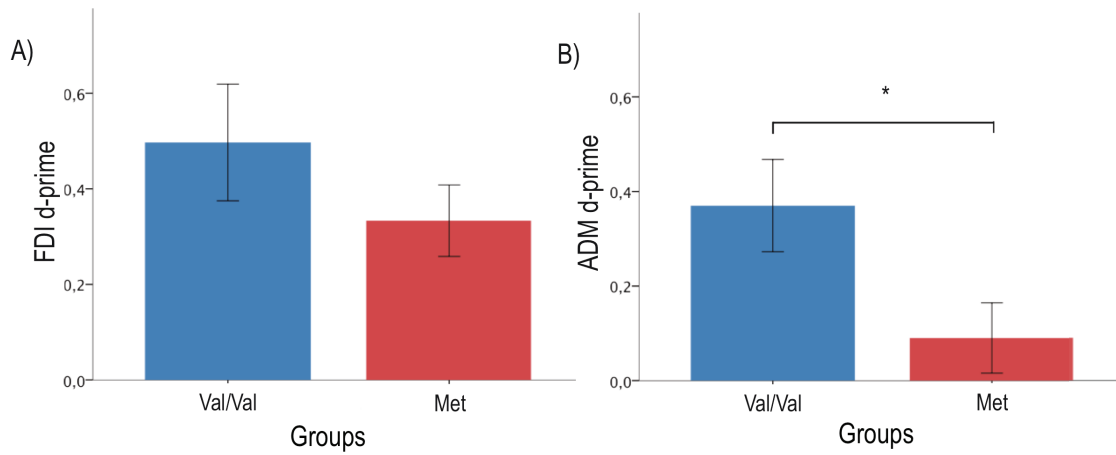 A)
FDI d-prime
0,6
0,4
0,2
0,0
Val/Val
Met
Groups
B)
ADM d-prime
0,6
0,4
0,2
0,0
*
Val/Val
Met
Groups